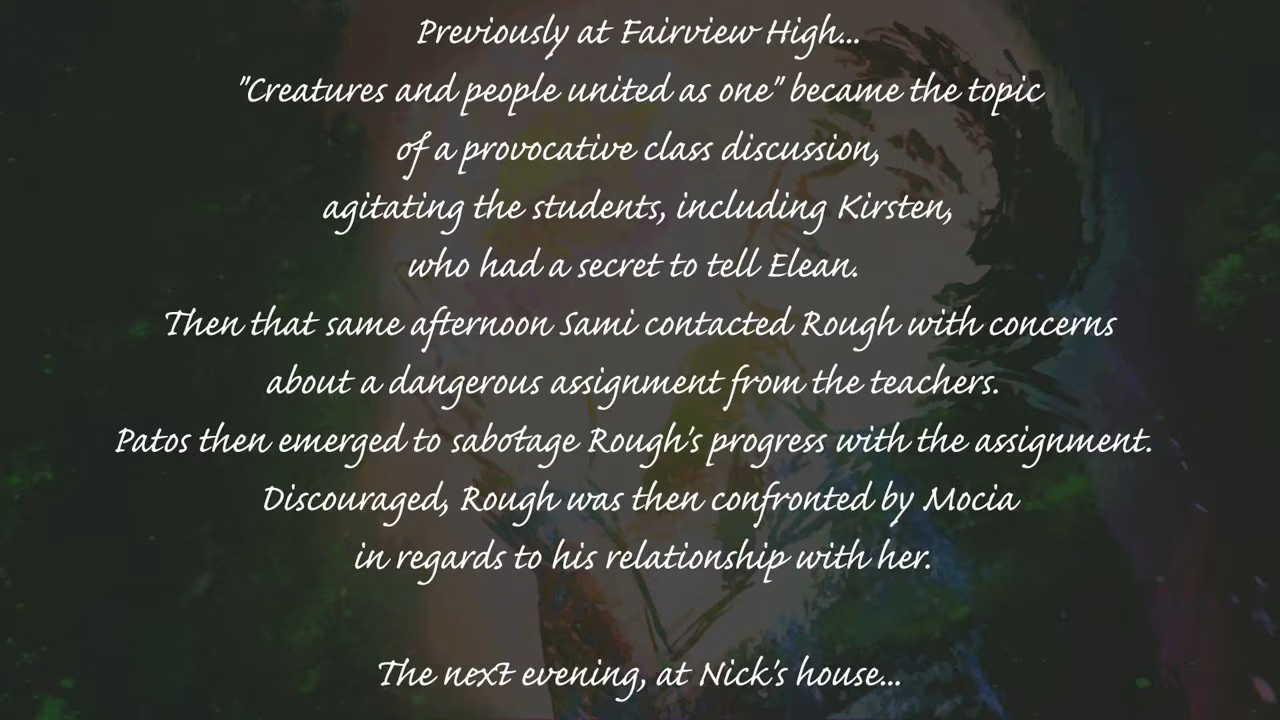 Previously at Fairview High...
"Creatures and people united as one" became the topic
of a provocative class discussion,
agitating the students, including Kirsten,
who had a secret to tell Elean.
Then that same afternoon Sami contacted Rough with concerns
about a dangerous assignment from the teachers.
Patos then emerged to sabotage Rough's progress with the assignment.
Discouraged, Rough was then confronted by Mocia
in regards to his relationship with her.
The next evening, at Nick's house...